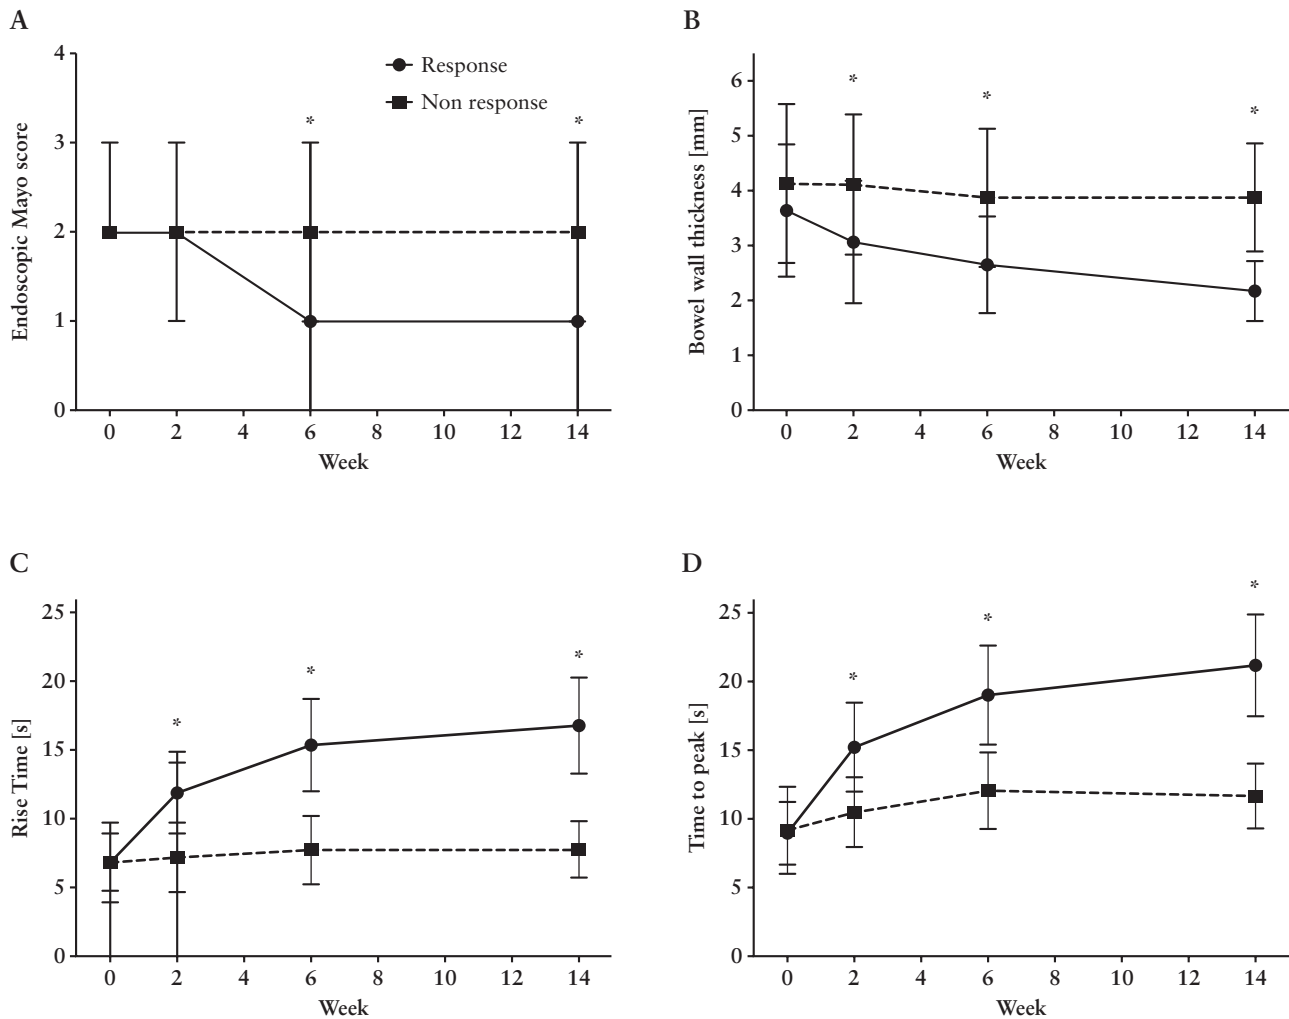 A
Endoscopic Mayo score
4
3
2
1
0
Response
Non response
*
*
0 2 4 6 8 10 12 14
Week
B
Bowel wall thickness [mm]
6
5
4
3
2
1
0
*
*
*
0 2 4 6 8 10 12 14
Week
C
Rise Time [s]
25
20
15
10
5
0
*
*
*
0 2 4 6 8 10 12 14
Week
D
Time to peak [s]
25
20
15
10
5
0
*
*
*
0 2 4 6 8 10 12 14
Week